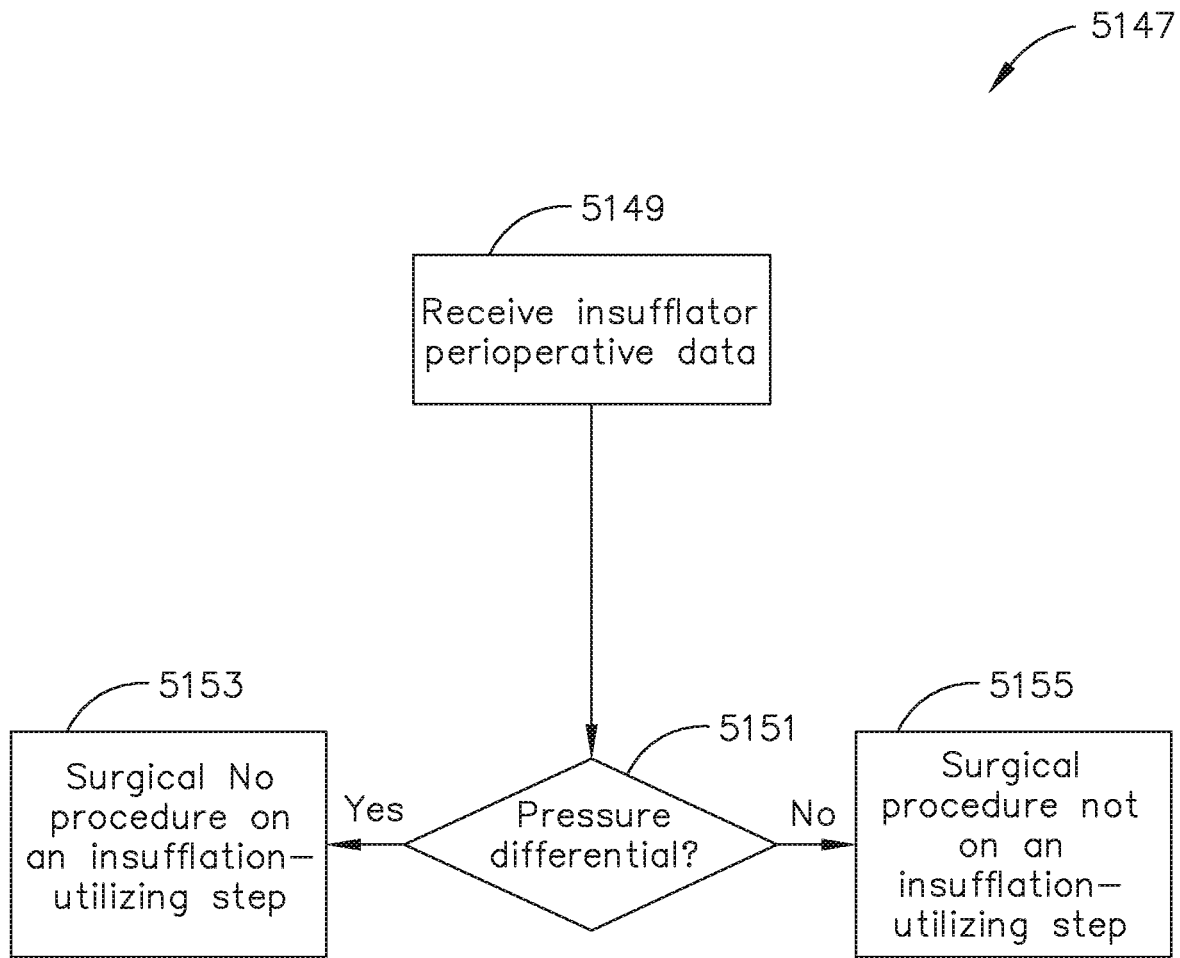 5147
5149
Receive insufflator
perioperative data
5153
Surgical No
procedure on
an insufflation-
utilizing step
Yes
5151
Pressure
differential?
No
5155
Surgical
procedure not
on an
insufflation-
utilizing step